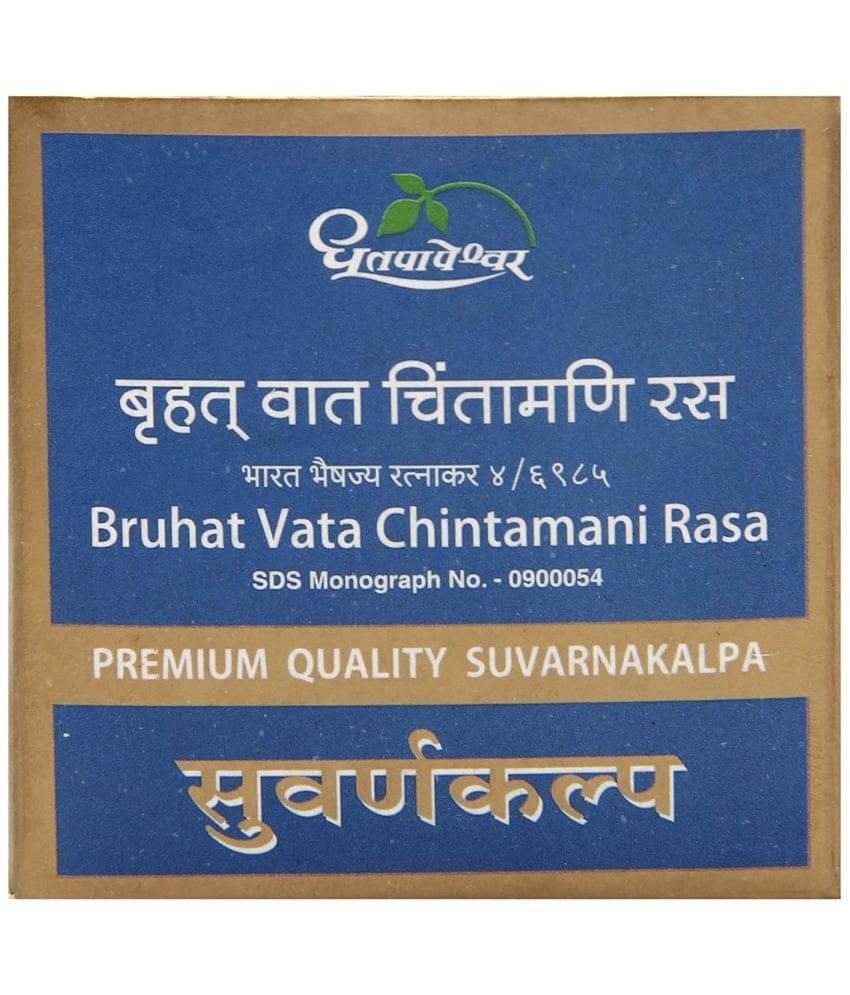 धूतपापेश्वर
बृहत् वात चिंतामणि रस
भारत भैषज्य रत्नाकर ४/६९८५
Bruhat Vata Chintamani Rasa
SDS Monograph No. - 0900054
PREMIUM QUALITY SUVARNAKALPA
सुवर्णकल्प